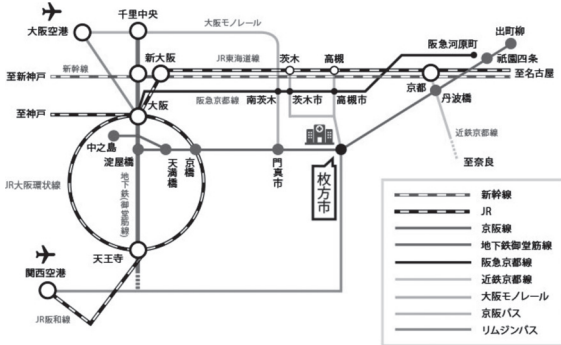 千里中央
大阪空港
大阪モノレール
出町柳
新大阪
JR東海道線
茨木
高槻
阪急河原町
祇園四条
至新神戸
新幹線
京都
至名古屋
至神戸
大阪
阪急京都線
南茨木
茨木市
高槻市
丹波橋
中之島
淀屋橋
天満橋
京橋
門真市
枚方市
近鉄京都線
至奈良
JR大阪環状線
地下鉄(御堂筋線)
天王寺
関西空港
JR阪和線
新幹線
JR
京阪線
地下鉄御堂筋線
阪急京都線
近鉄京都線
大阪モノレール
京阪バス
リムジンバス